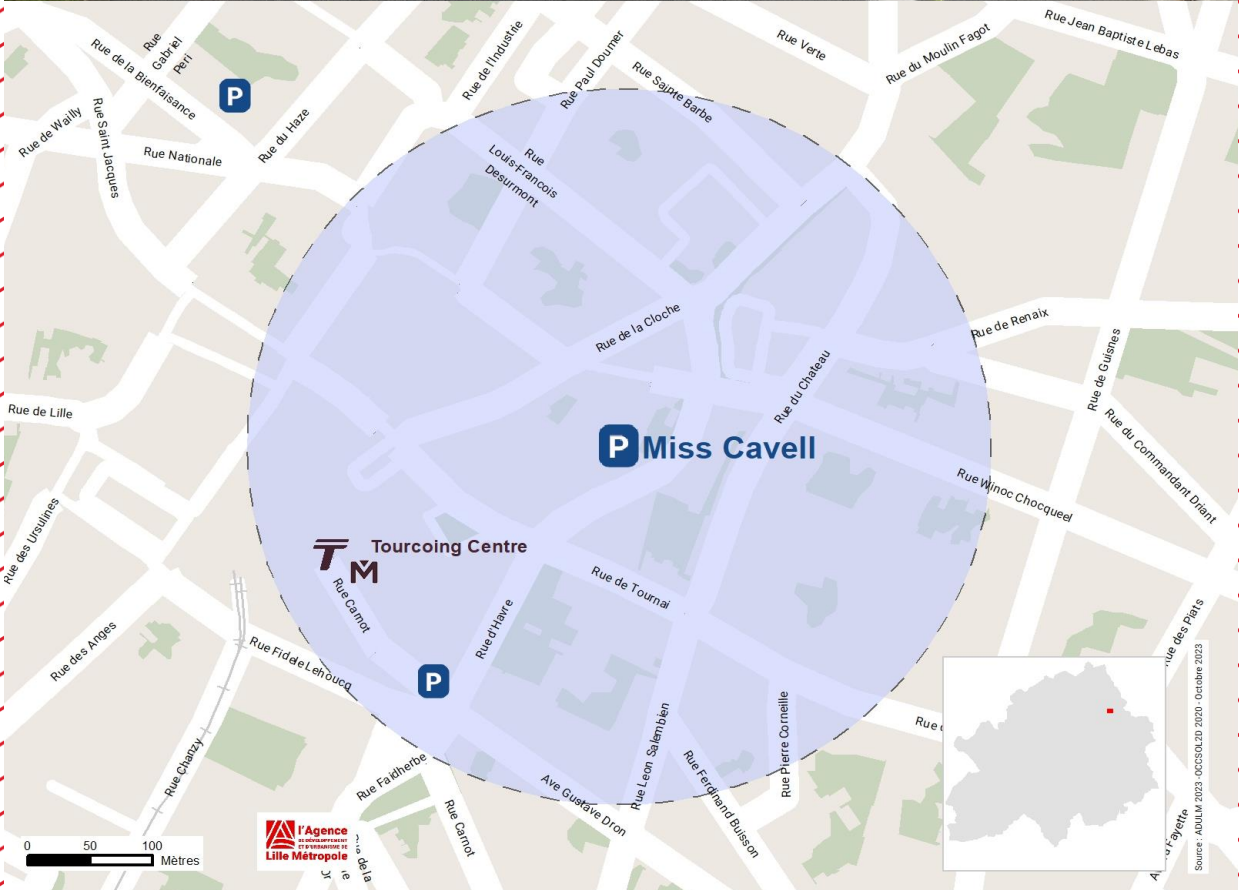 Rue Jean Baptiste Lebas
Rue
Gabriel
Peri
Rue de la Bienfaisance
Rue de l'Industrie
Rue Paul Doumer
Rue Verte
Rue du Moulin Fagot
Rue Sainte Barbe
P
Rue de Wailly
Rue Saint Jacques
Rue Nationale
Rue du Haze
Rue
Louis-Francois
Desurmont
Rue de la Cloche
Rue de Renaix
Rue du Chateau
Rue de Guisnes
Rue de Lille
Rue du Commandant Driant
P Miss Cavell
Rue Winoc Chocqueel
Rue des Ursulines
T
M
Tourcoing Centre
Rue Carnot
Rue de Tournai
Rue d'Havre
Rue des Anges
Rue Fidele Lehoucq
P
Rue des Piats
Rue Leon Salembien
Rue Pierre Corneille
Rue Chanzy
Rue Faidherbe
Ave Gustave Dron
Rue Ferdinand Buisson
Rue Carnot
de la
Fayette
0 50 100
Mètres
l'Agence
DE DÉVELOPPEMENT
ET D'URBANISME DE
Lille Métropole
Source : ADULM 2023 -OCCSOL2D 2020 - Octobre 2023